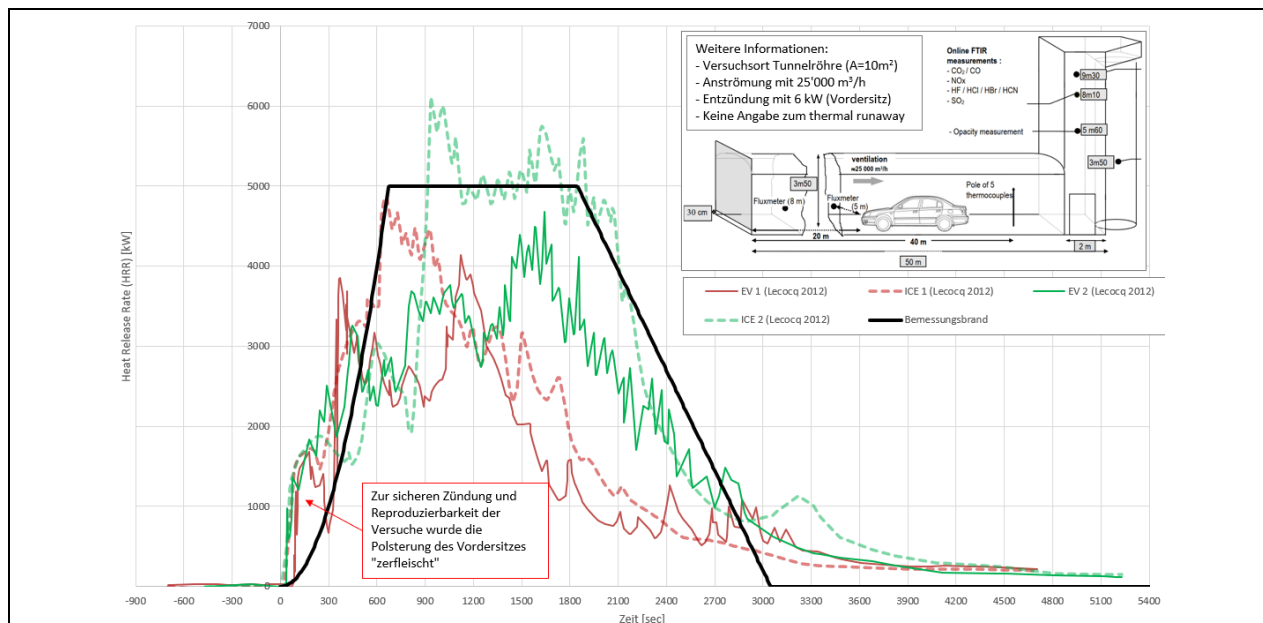 7000
6000
5000
4000
3000
2000
1000
0
Heat Release Rate (HRR) [kW]
-900
-600
-300
0
300
600
900
1200
1500
1800
2100
2400
2700
3000
3300
3600
3900
4200
4500
4800
5100
5400
Zeit [sec]
Weitere Informationen:
- Versuchsort Tunnelröhre (A=10m²)
- Anströmung mit 25'000 m³/h
- Entzündung mit 6 kW (Vordersitz)
- Keine Angabe zum thermal runaway
Online FTIR
measurements :
- CO₂ / CO
- NOx
- HF / HCl / HBr / HCN
- SO₂
- Opacity measurement
9m30
8m10
5 m60
3m50
ventilation
≈25 000 m³/h
3m50
Fluxmeter (8 m)
Fluxmeter
(5 m)
Pole of 5
thermocouples
30 cm
20 m
40 m
2 m
50 m
EV 1 (Lecocq 2012)
ICE 1 (Lecocq 2012)
EV 2 (Lecocq 2012)
ICE 2 (Lecocq 2012)
Bemessungsbrand
Zur sicheren Zündung und
Reproduzierbarkeit der
Versuche wurde die
Polsterung des Vordersitzes
"zerfleischt"